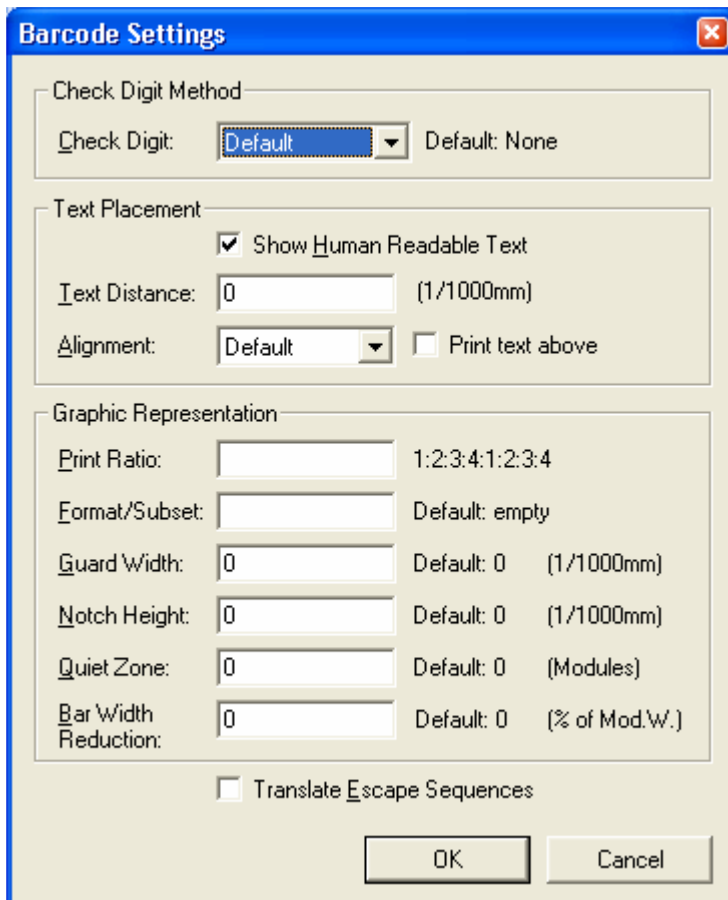 Barcode Settings
Check Digit Method
Check Digit: Default Default: None
Text Placement
Show Human Readable Text
Text Distance: 0 (1/1000mm)
Alignment: Default Print text above
Graphic Representation
Print Ratio: 1:2:3:4:1:2:3:4
Format/Subset: Default: empty
Guard Width: 0 Default: 0 (1/1000mm)
Notch Height: 0 Default: 0 (1/1000mm)
Quiet Zone: 0 Default: 0 (Modules)
Bar Width
Reduction: 0 Default: 0 (% of Mod.W.)
Translate Escape Sequences
OK Cancel